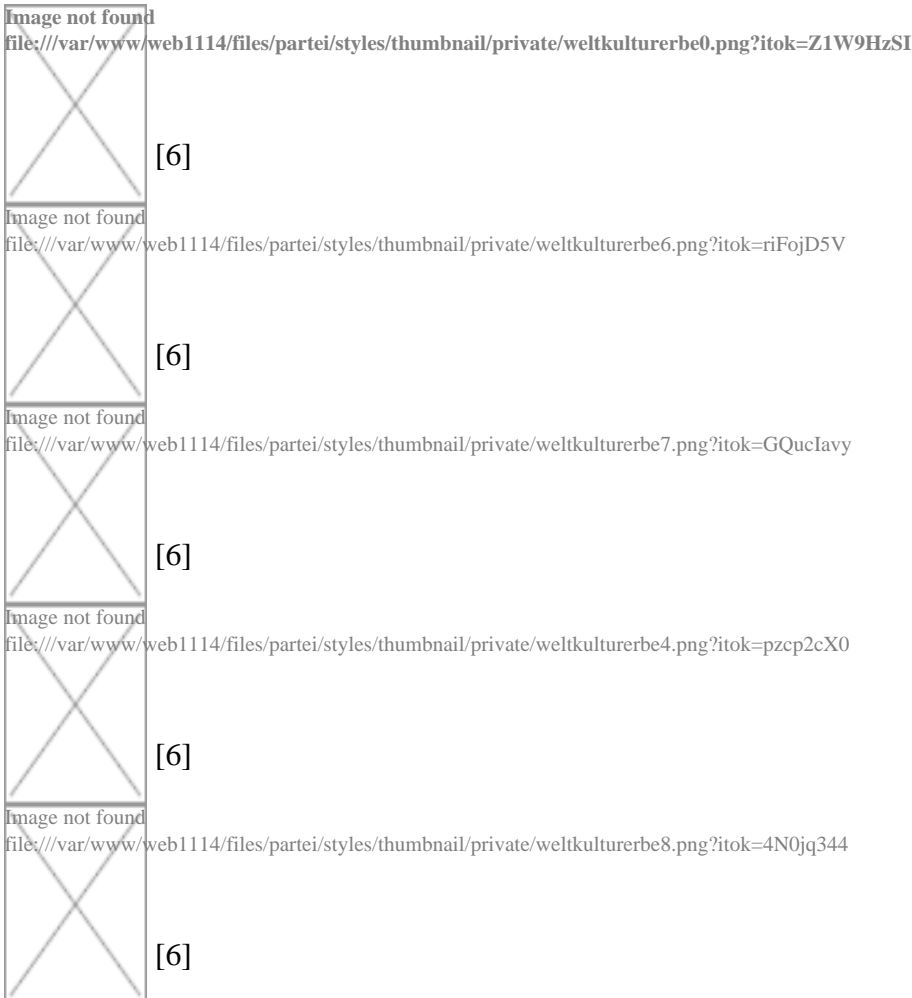 Image not found
file:///var/www/web1114/files/partei/styles/thumbnail/private/weltkulturerbe0.png?itok=Z1W9HzSI
[6]
Image not found
file:///var/www/web1114/files/partei/styles/thumbnail/private/weltkulturerbe6.png?itok=riFojD5V
[6]
Image not found
file:///var/www/web1114/files/partei/styles/thumbnail/private/weltkulturerbe7.png?itok=GQucIavy
[6]
Image not found
file:///var/www/web1114/files/partei/styles/thumbnail/private/weltkulturerbe4.png?itok=pzcp2cX0
[6]
Image not found
file:///var/www/web1114/files/partei/styles/thumbnail/private/weltkulturerbe8.png?itok=4N0jq344
[6]